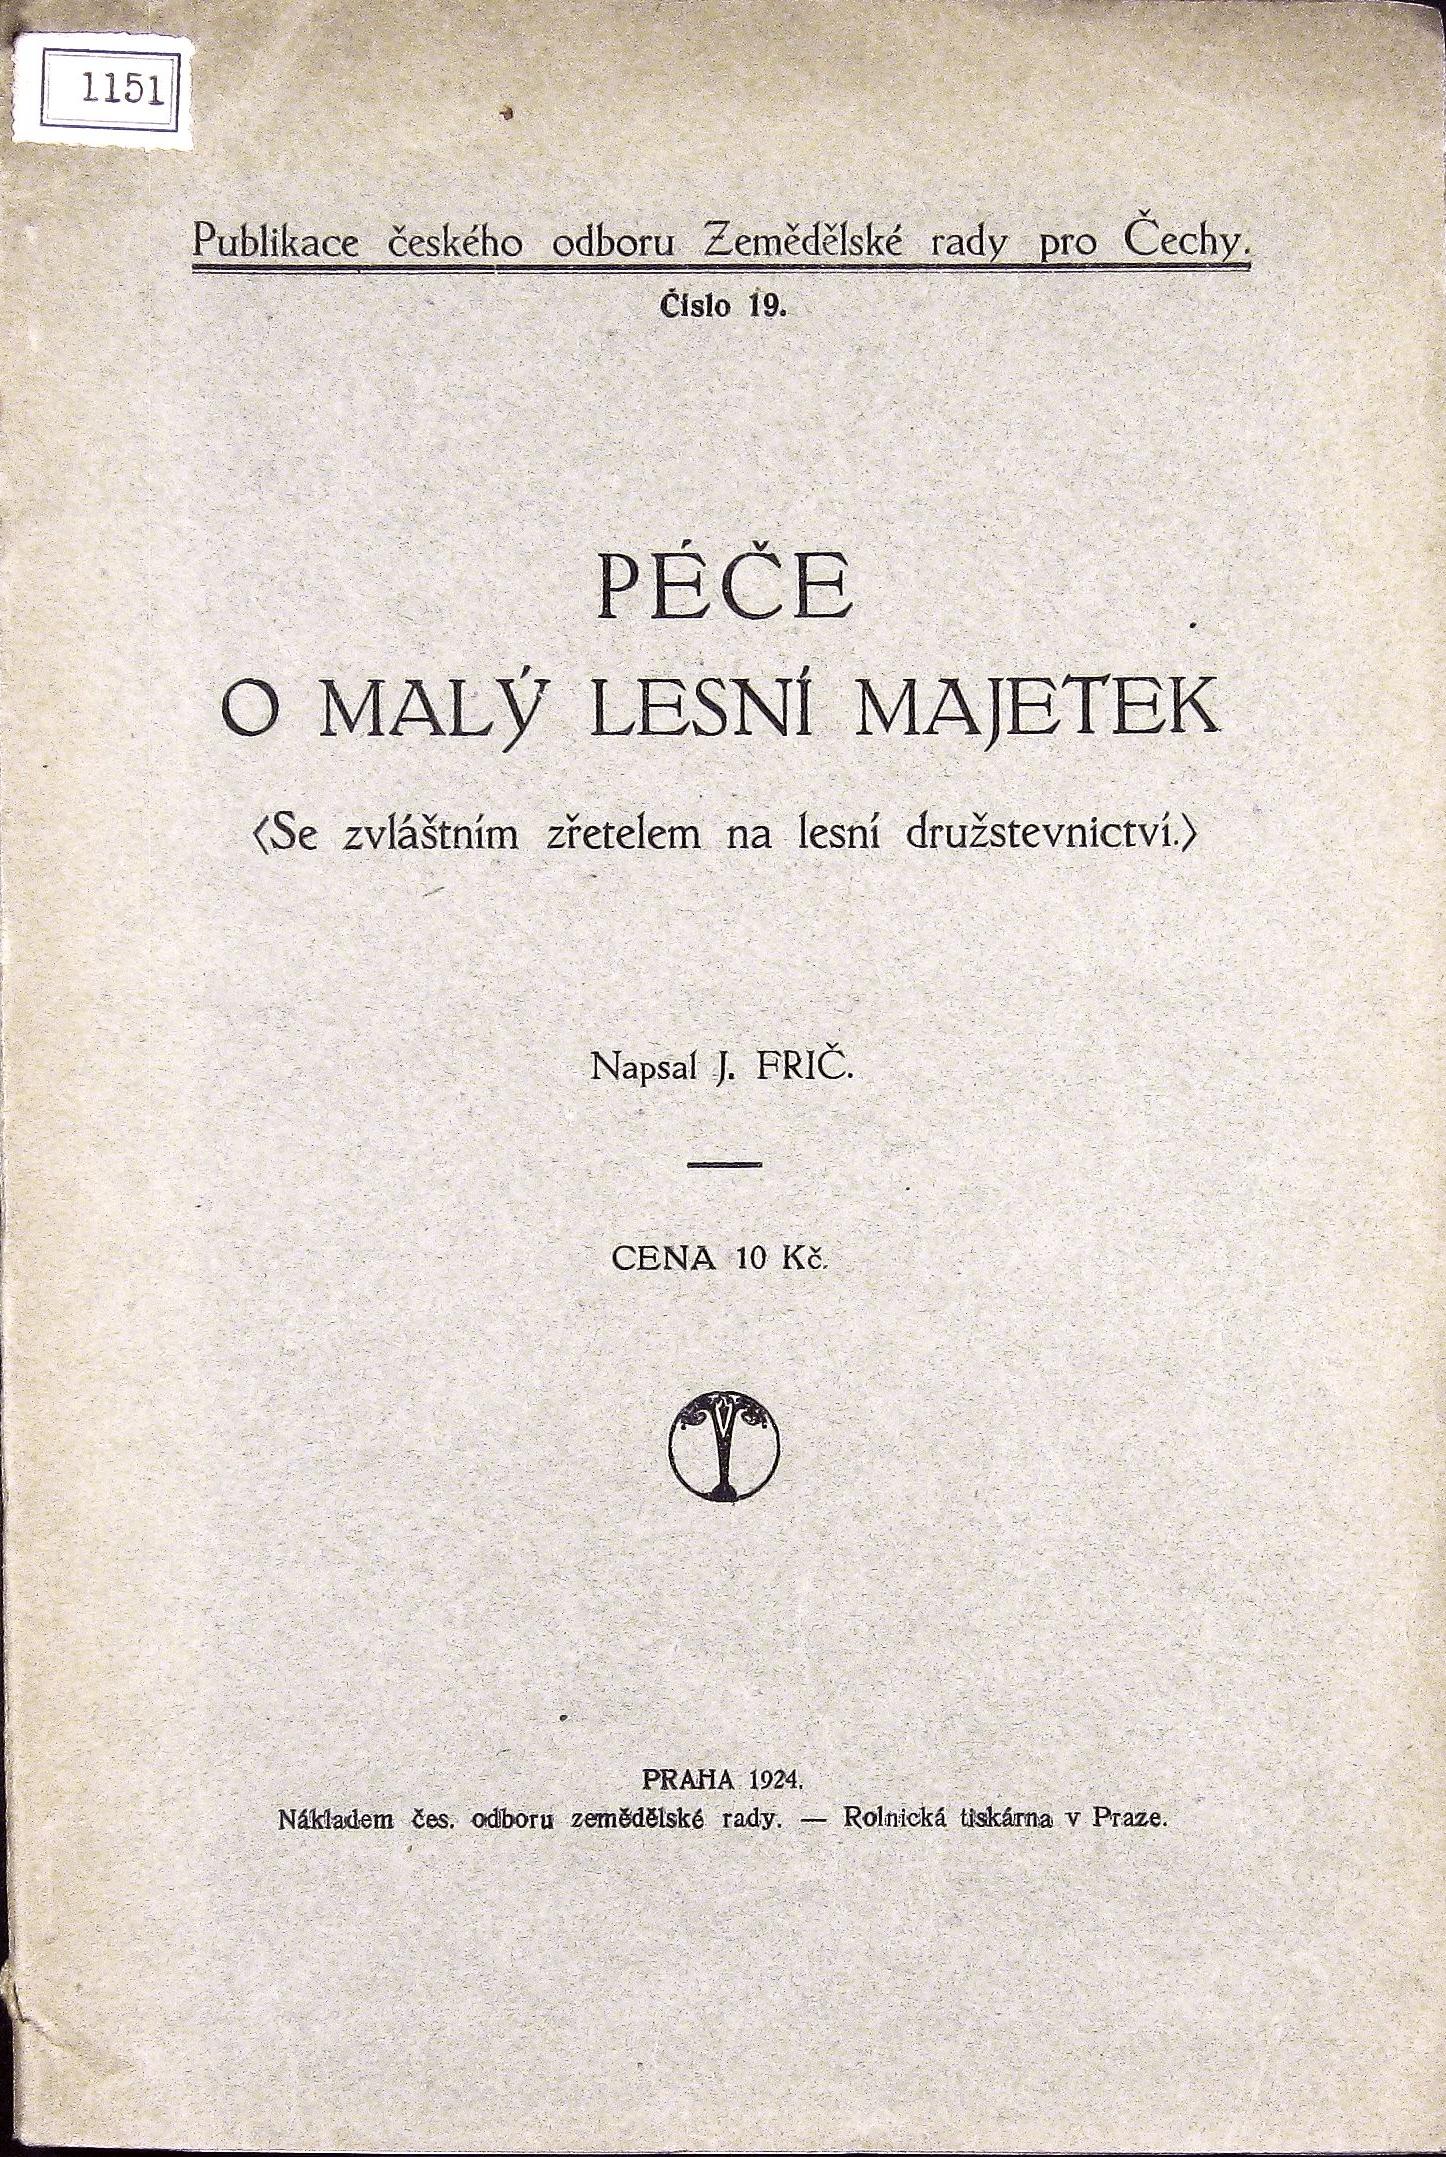 1151
Publikace českého odboru Zemědělské rady pro Čechy.
Číslo 19.
PÉČE
O MALÝ LESNÍ MAJETEK
(Se zvláštním zřetelem na lesní družstevnictví.)
Napsal J. FRIČ.
CENA 10 Kč.
PRAHA 1924.
Nákladem čes. odboru zemědělské rady. — Rolnická tiskárna v Praze.